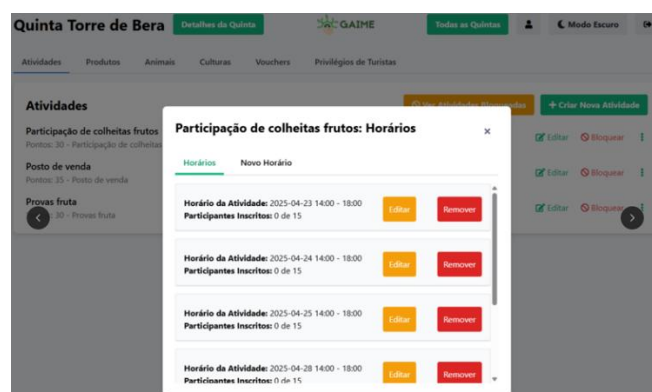 Quinta Torre de Bera
Detalhes da Quinta
GAIME
Todas as Quintas
Modo Escuro
Atividades Produtos Animais Culturas Vouchers Privilégios de Turistas
Atividades
Ver Atividades Bloqueadas
+ Criar Nova Atividade
Participação de colheitas frutos
Pontos: 30 - Participação de colheitas
Editar Bloquear
Posto de venda
Pontos: 35 - Posto de venda
Editar Bloquear
Provas fruta
30 - Provas fruta
Editar Bloquear
Participação de colheitas frutos: Horários
×
Horários Novo Horário
Horário da Atividade: 2025-04-23 14:00 - 18:00
Participantes Inscritos: 0 de 15
Editar Remover
Horário da Atividade: 2025-04-24 14:00 - 18:00
Participantes Inscritos: 0 de 15
Editar Remover
Horário da Atividade: 2025-04-25 14:00 - 18:00
Participantes Inscritos: 0 de 15
Editar Remover
Horário da Atividade: 2025-04-28 14:00 - 18:00
Participantes Inscritos: 0 de 15
Editar Remover